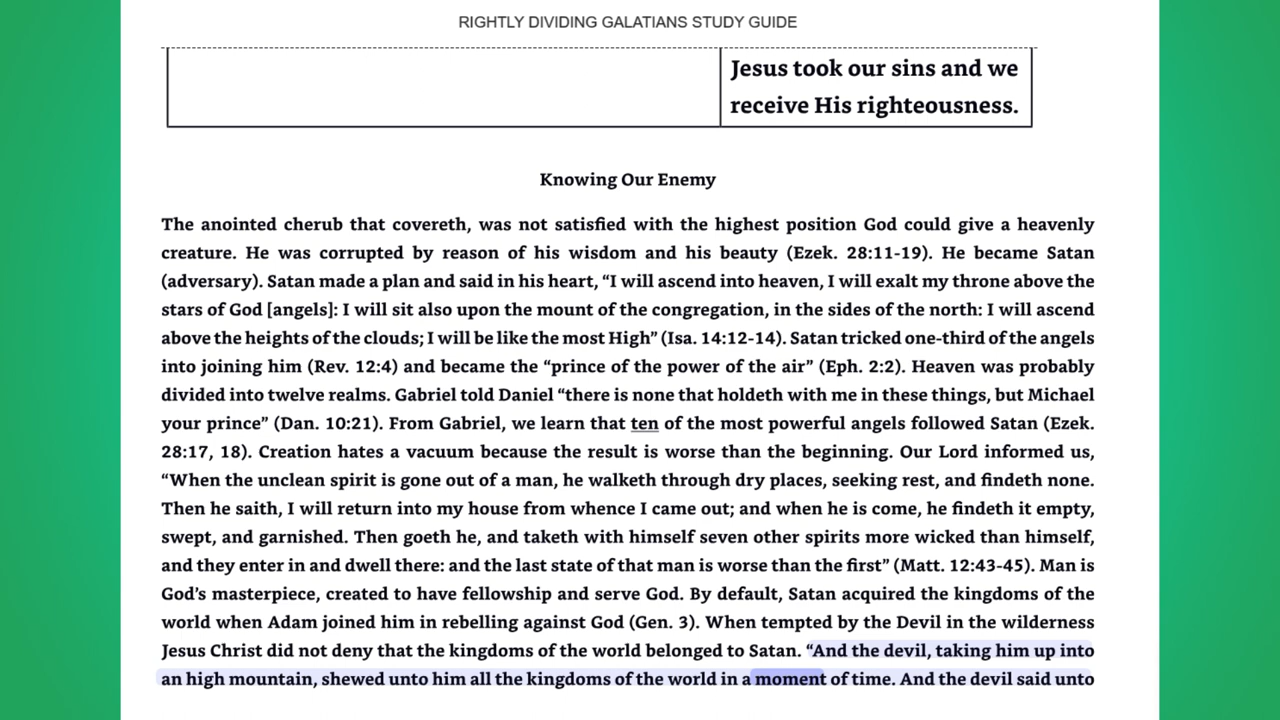 RIGHTLY DIVIDING GALATIANS STUDY GUIDE
Jesus took our sins and we
receive His righteousness.
Knowing Our Enemy
The anointed cherub that covereth, was not satisfied with the highest position God could give a heavenly
creature. He was corrupted by reason of his wisdom and his beauty (Ezek. 28:11-19). He became Satan
(adversary). Satan made a plan and said in his heart, “I will ascend into heaven, I will exalt my throne above the
stars of God [angels]: I will sit also upon the mount of the congregation, in the sides of the north: I will ascend
above the heights of the clouds; I will be like the most High” (Isa. 14:12-14). Satan tricked one-third of the angels
into joining him (Rev. 12:4) and became the “prince of the power of the air” (Eph. 2:2). Heaven was probably
divided into twelve realms. Gabriel told Daniel “there is none that holdeth with me in these things, but Michael
your prince” (Dan. 10:21). From Gabriel, we learn that ten of the most powerful angels followed Satan (Ezek.
28:17, 18). Creation hates a vacuum because the result is worse than the beginning. Our Lord informed us,
“When the unclean spirit is gone out of a man, he walketh through dry places, seeking rest, and findeth none.
Then he saith, I will return into my house from whence I came out; and when he is come, he findeth it empty,
swept, and garnished. Then goeth he, and taketh with himself seven other spirits more wicked than himself,
and they enter in and dwell there: and the last state of that man is worse than the first” (Matt. 12:43-45). Man is
God’s masterpiece, created to have fellowship and serve God. By default, Satan acquired the kingdoms of the
world when Adam joined him in rebelling against God (Gen. 3). When tempted by the Devil in the wilderness
Jesus Christ did not deny that the kingdoms of the world belonged to Satan. “And the devil, taking him up into
an high mountain, shewed unto him all the kingdoms of the world in a moment of time. And the devil said unto